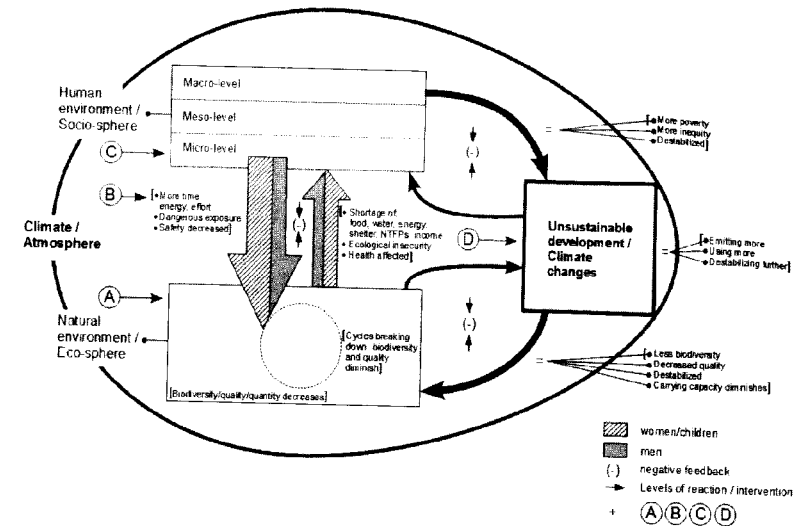 Human
environment /
Socio-sphere
Macro-level
Meso-level
Micro-level
C
B
[• More time
energy, effort
• Dangerous exposure
• Safety decreased]
(-)
• Shortage of:
food, water, energy,
shelter, NTFPs, income
• Ecological insecurity
• Health affected]
Climate /
Atmosphere
A
Natural
environment /
Eco-sphere
[Cycles breaking
down, biodiversity
and quality
diminish]
[Biodiversity/quality/quantity decreases]
(-)
=
[• More poverty
• More inequity
• Destabilized]
D
Unsustainable
development /
Climate
changes
=
[• Emitting more
• Using more
• Destabilizing further]
(-)
=
[• Less biodiversity
• Decreased quality
• Destabilized
• Carrying capacity diminishes]
women/children
men
(-) negative feedback
Levels of reaction / intervention
+ A B C D